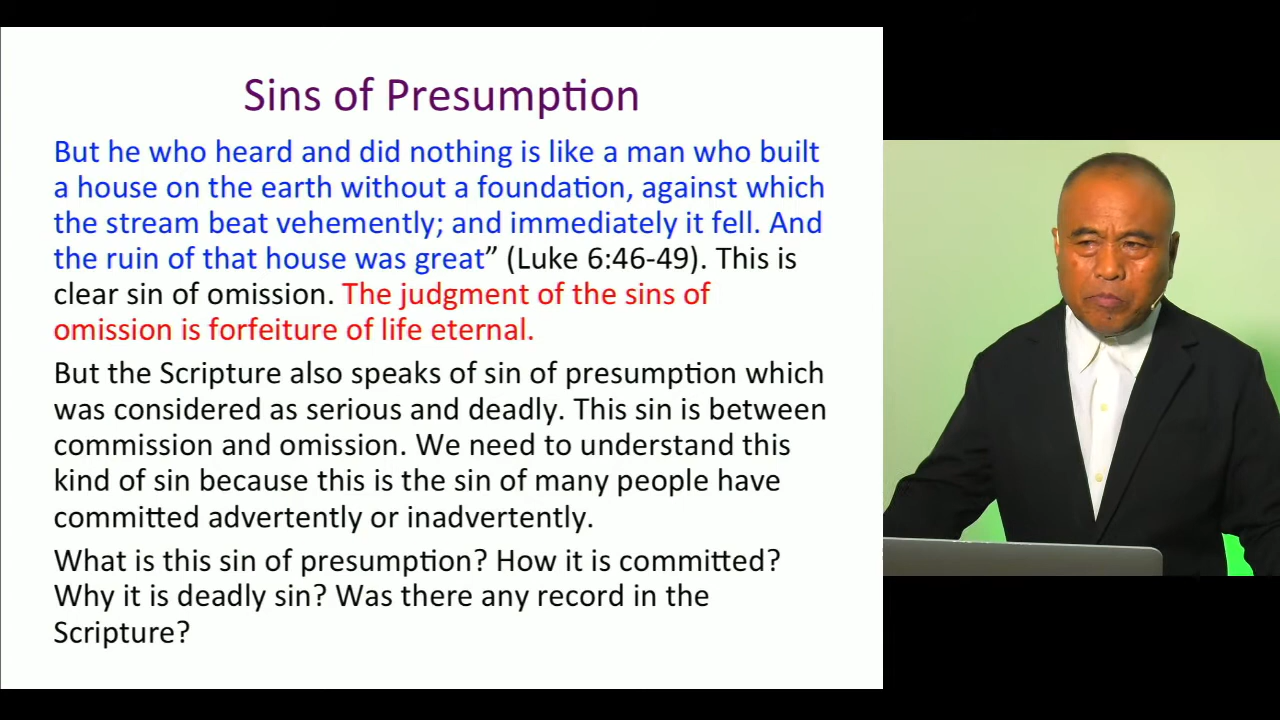 Sins of Presumption
But he who heard and did nothing is like a man who built
a house on the earth without a foundation, against which
the stream beat vehemently; and immediately it fell. And
the ruin of that house was great” (Luke 6:46-49). This is
clear sin of omission. The judgment of the sins of
omission is forfeiture of life eternal.
But the Scripture also speaks of sin of presumption which
was considered as serious and deadly. This sin is between
commission and omission. We need to understand this
kind of sin because this is the sin of many people have
committed advertently or inadvertently.
What is this sin of presumption? How it is committed?
Why it is deadly sin? Was there any record in the
Scripture?